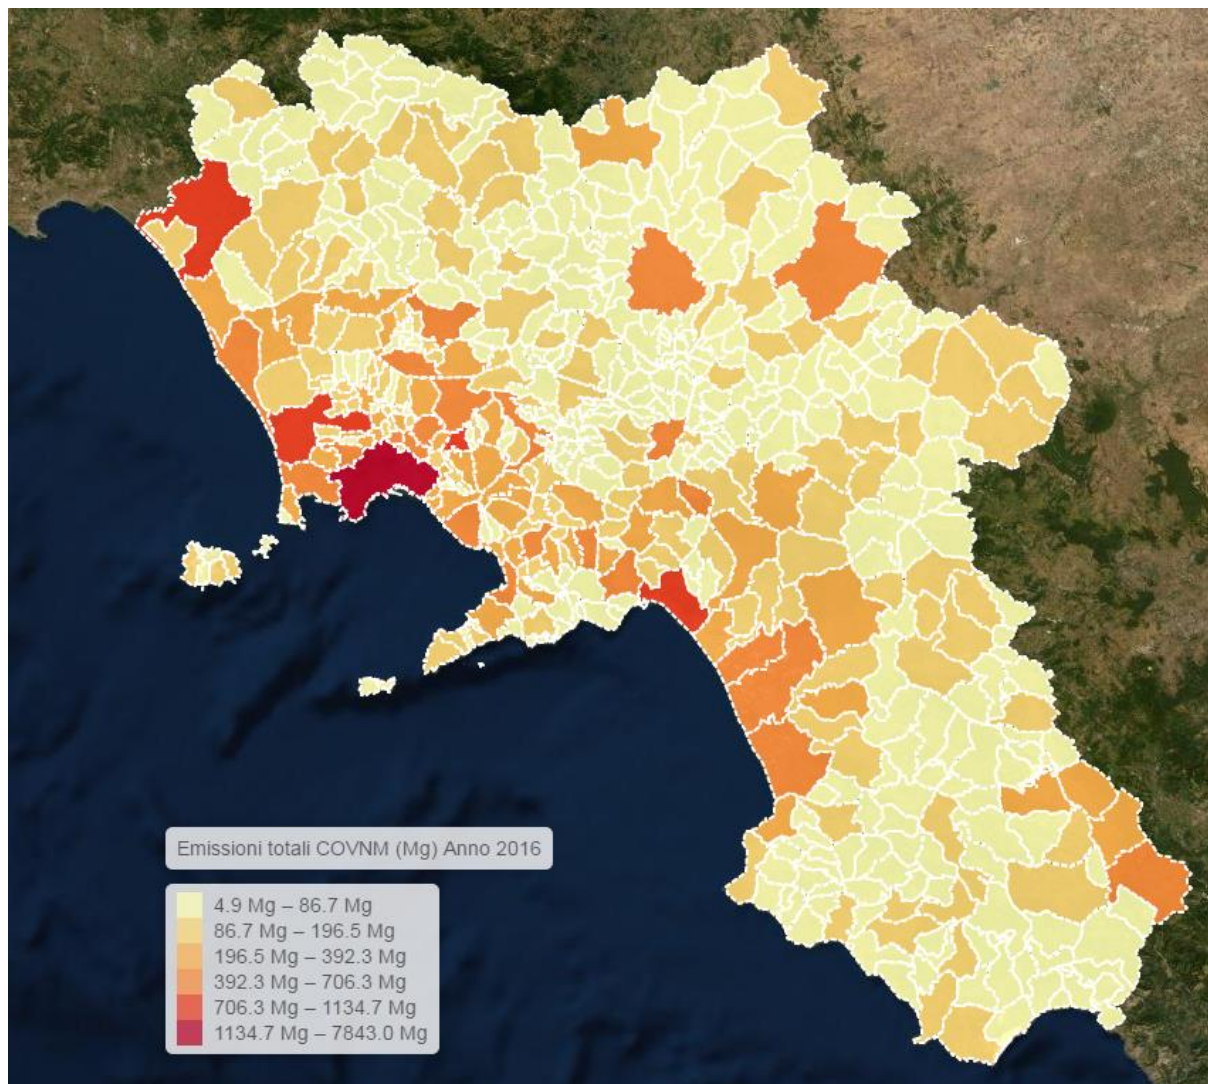 Emissioni totali COVNM (Mg) Anno 2016
4.9 Mg – 86.7 Mg
86.7 Mg – 196.5 Mg
196.5 Mg – 392.3 Mg
392.3 Mg – 706.3 Mg
706.3 Mg – 1134.7 Mg
1134.7 Mg – 7843.0 Mg